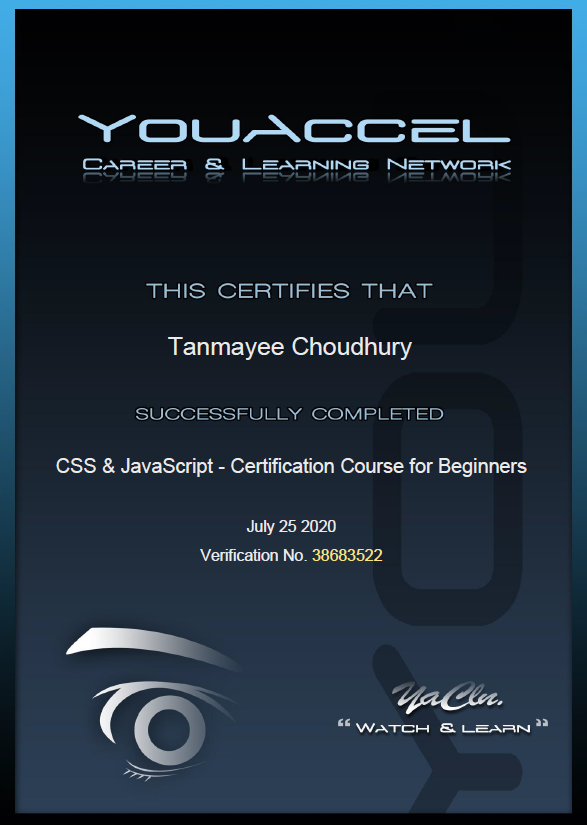 YouAccel
Career & Learning Network
THIS CERTIFIES THAT
Tanmayee Choudhury
SUCCESSFULLY COMPLETED
CSS & JavaScript - Certification Course for Beginners
July 25 2020
Verification No. 38683522
YaCln.
“ Watch & learn ”
YOU